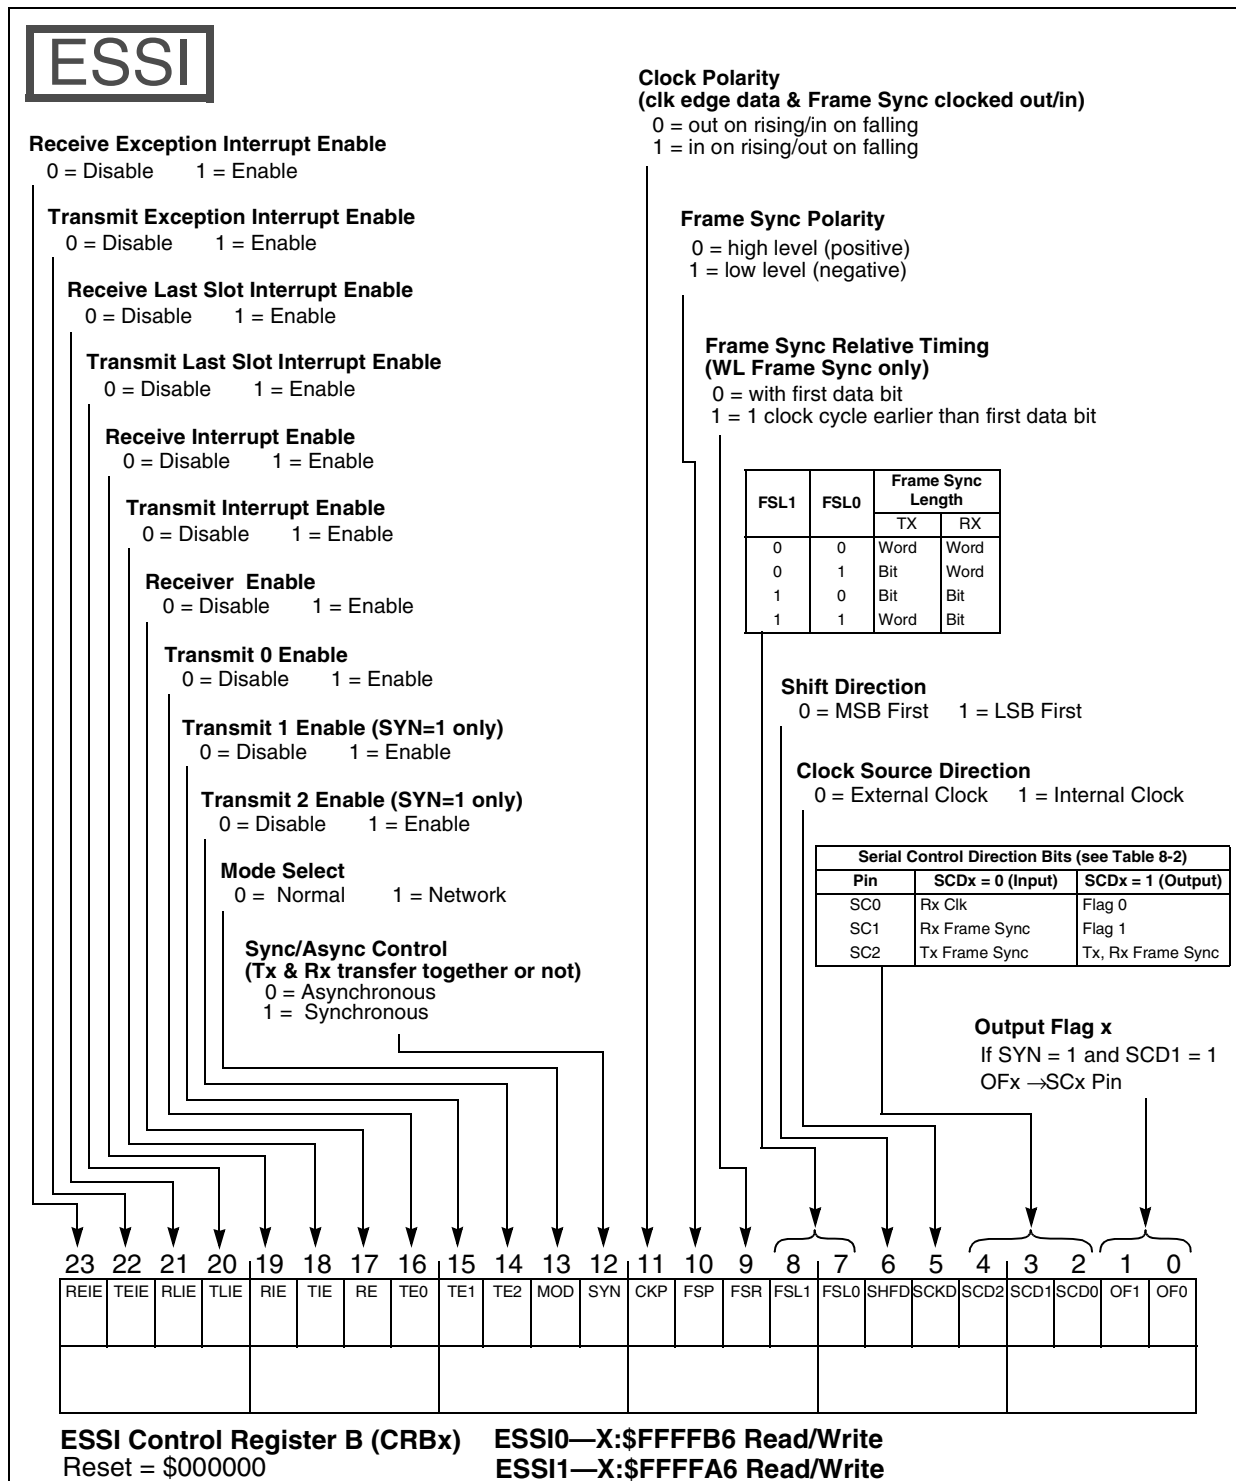 ESSI
Receive Exception Interrupt Enable
0 = Disable 1 = Enable
Transmit Exception Interrupt Enable
0 = Disable 1 = Enable
Receive Last Slot Interrupt Enable
0 = Disable 1 = Enable
Transmit Last Slot Interrupt Enable
0 = Disable 1 = Enable
Receive Interrupt Enable
0 = Disable 1 = Enable
Transmit Interrupt Enable
0 = Disable 1 = Enable
Receiver Enable
0 = Disable 1 = Enable
Transmit 0 Enable
0 = Disable 1 = Enable
Transmit 1 Enable (SYN=1 only)
0 = Disable 1 = Enable
Transmit 2 Enable (SYN=1 only)
0 = Disable 1 = Enable
Mode Select
0 = Normal 1 = Network
Sync/Async Control
(Tx & Rx transfer together or not)
0 = Asynchronous
1 = Synchronous
Clock Polarity
(clk edge data & Frame Sync clocked out/in)
0 = out on rising/in on falling
1 = in on rising/out on falling
Frame Sync Polarity
0 = high level (positive)
1 = low level (negative)
Frame Sync Relative Timing
(WL Frame Sync only)
0 = with first data bit
1 = 1 clock cycle earlier than first data bit
FSL1 FSL0 Frame Sync Length
TX RX
0 0 Word Word
0 1 Bit Word
1 0 Bit Bit
1 1 Word Bit
Shift Direction
0 = MSB First 1 = LSB First
Clock Source Direction
0 = External Clock 1 = Internal Clock
Serial Control Direction Bits (see Table 8-2)
Pin SCDx = 0 (Input) SCDx = 1 (Output)
SC0 Rx Clk Flag 0
SC1 Rx Frame Sync Flag 1
SC2 Tx Frame Sync Tx, Rx Frame Sync
Output Flag x
If SYN = 1 and SCD1 = 1
OFx →SCx Pin
23 22 21 20 19 18 17 16 15 14 13 12 11 10 9 8 7 6 5 4 3 2 1 0
REIE TEIE RLIE TLIE RIE TIE RE TE0 TE1 TE2 MOD SYN CKP FSP FSR FSL1 FSL0 SHFD SCKD SCD2 SCD1 SCD0 OF1 OF0
ESSI Control Register B (CRBx) ESSI0—X:$FFFFB6 Read/Write
Reset = $000000 ESSI1—X:$FFFFA6 Read/Write